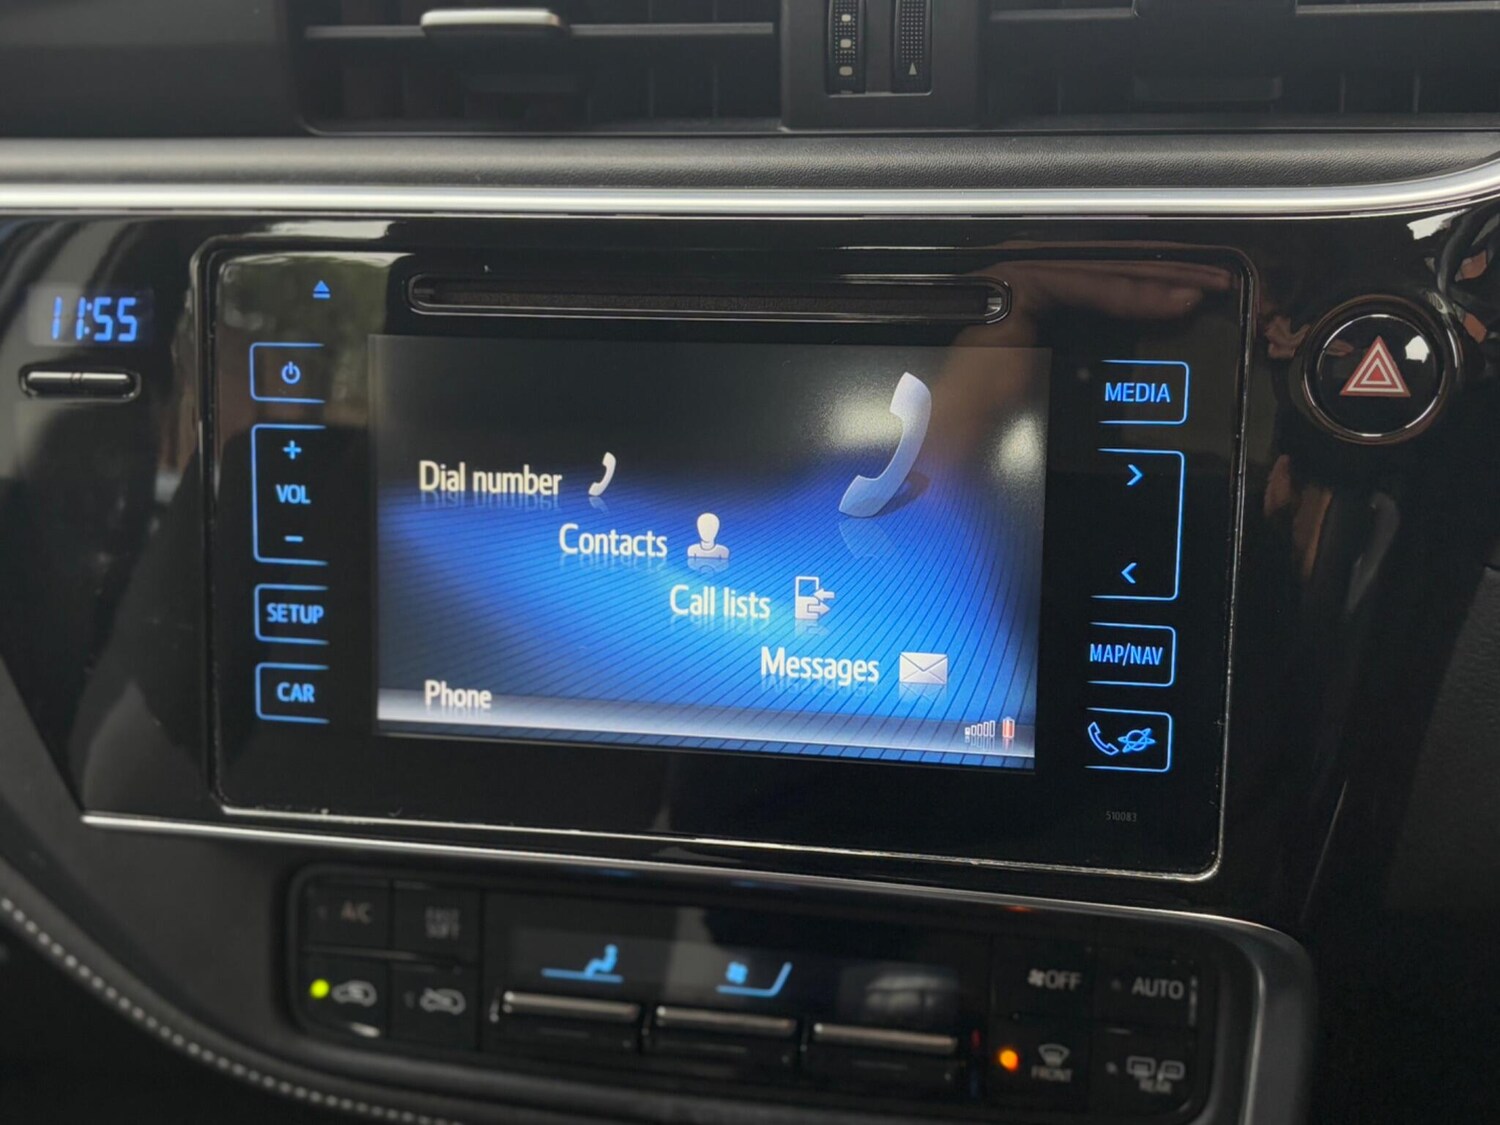 11:55
MEDIA
+
VOL
-
Dial number
Contacts
SETUP
Call lists
MAP/NAV
Messages
CAR
Phone
510083
A/C
OFF
AUTO
FRONT
REAR